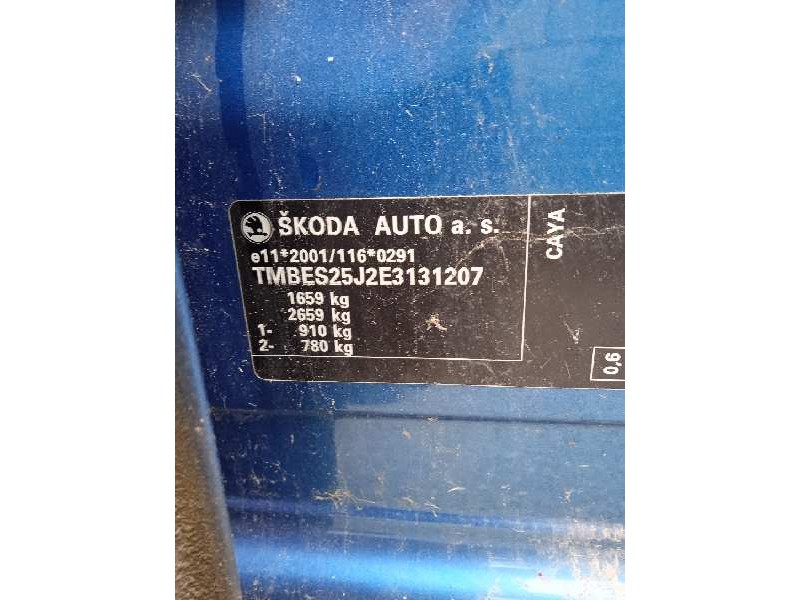 ŠKODA AUTO a. s.
e11*2001/116*0291
TMBES25J2E3131207
1659 kg
2659 kg
1- 910 kg
2- 780 kg
CAYA
0,6